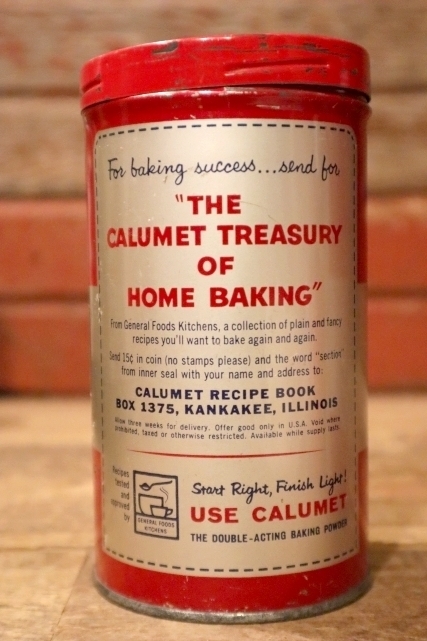 For baking success...send for
"THE
CALUMET TREASURY
OF
HOME BAKING"
From General Foods Kitchens, a collection of plain and fancy
recipes you'll want to bake again and again.
Send 15¢ in coin (no stamps please) and the word "section"
from inner seal with your name and address to:
CALUMET RECIPE BOOK
BOX 1375, KANKAKEE, ILLINOIS
Allow three weeks for delivery. Offer good only in U.S.A. Void where
prohibited, taxed or otherwise restricted. Available while supply lasts.
Recipes
tested
and
approved
by
GENERAL FOODS
KITCHENS
Start Right, Finish Light!
USE CALUMET
THE DOUBLE-ACTING BAKING POWDER